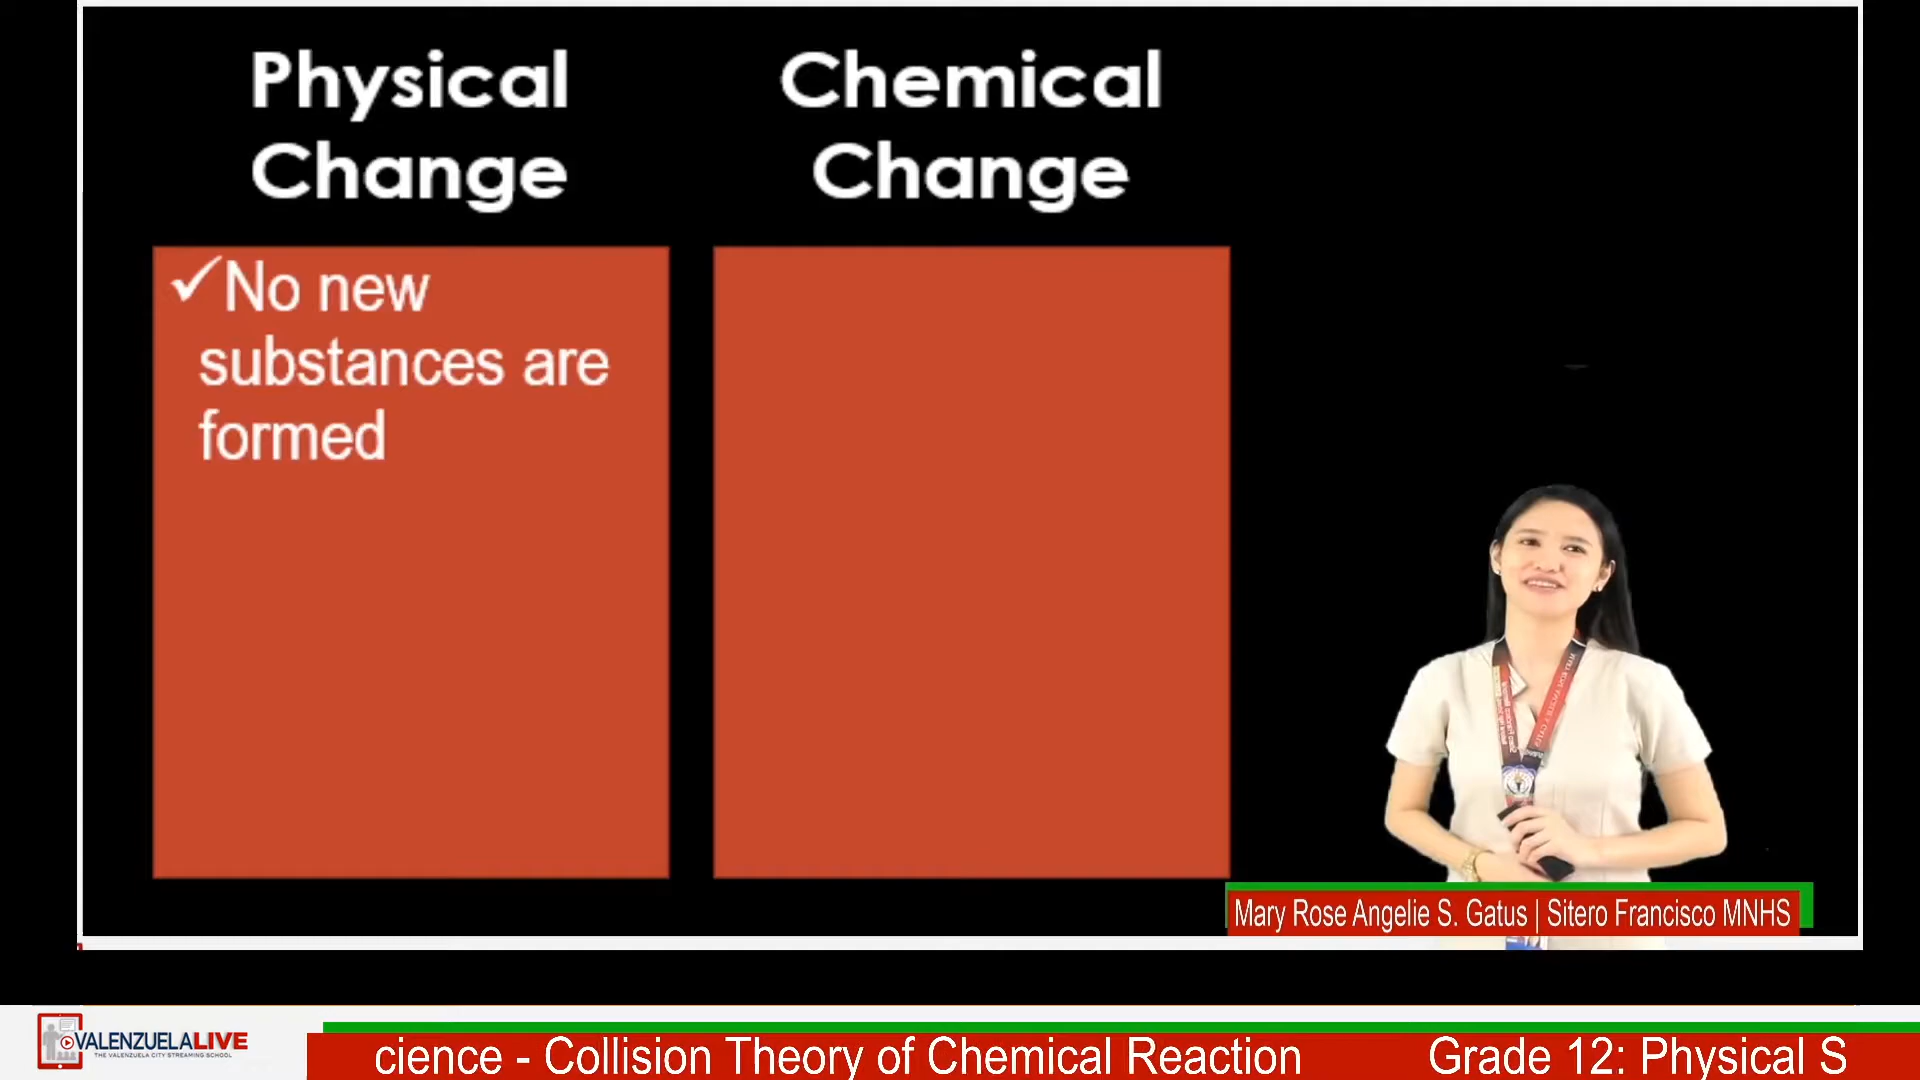 Physical
Change
Chemical
Change
✓No new
substances are
formed
Mary Rose Angelie S. Gatus | Sitero Francisco MNHS
VALENZUELALIVE
THE VALENZUELA CITY STREAMING SCHOOL
cience - Collision Theory of Chemical Reaction
Grade 12: Physical S